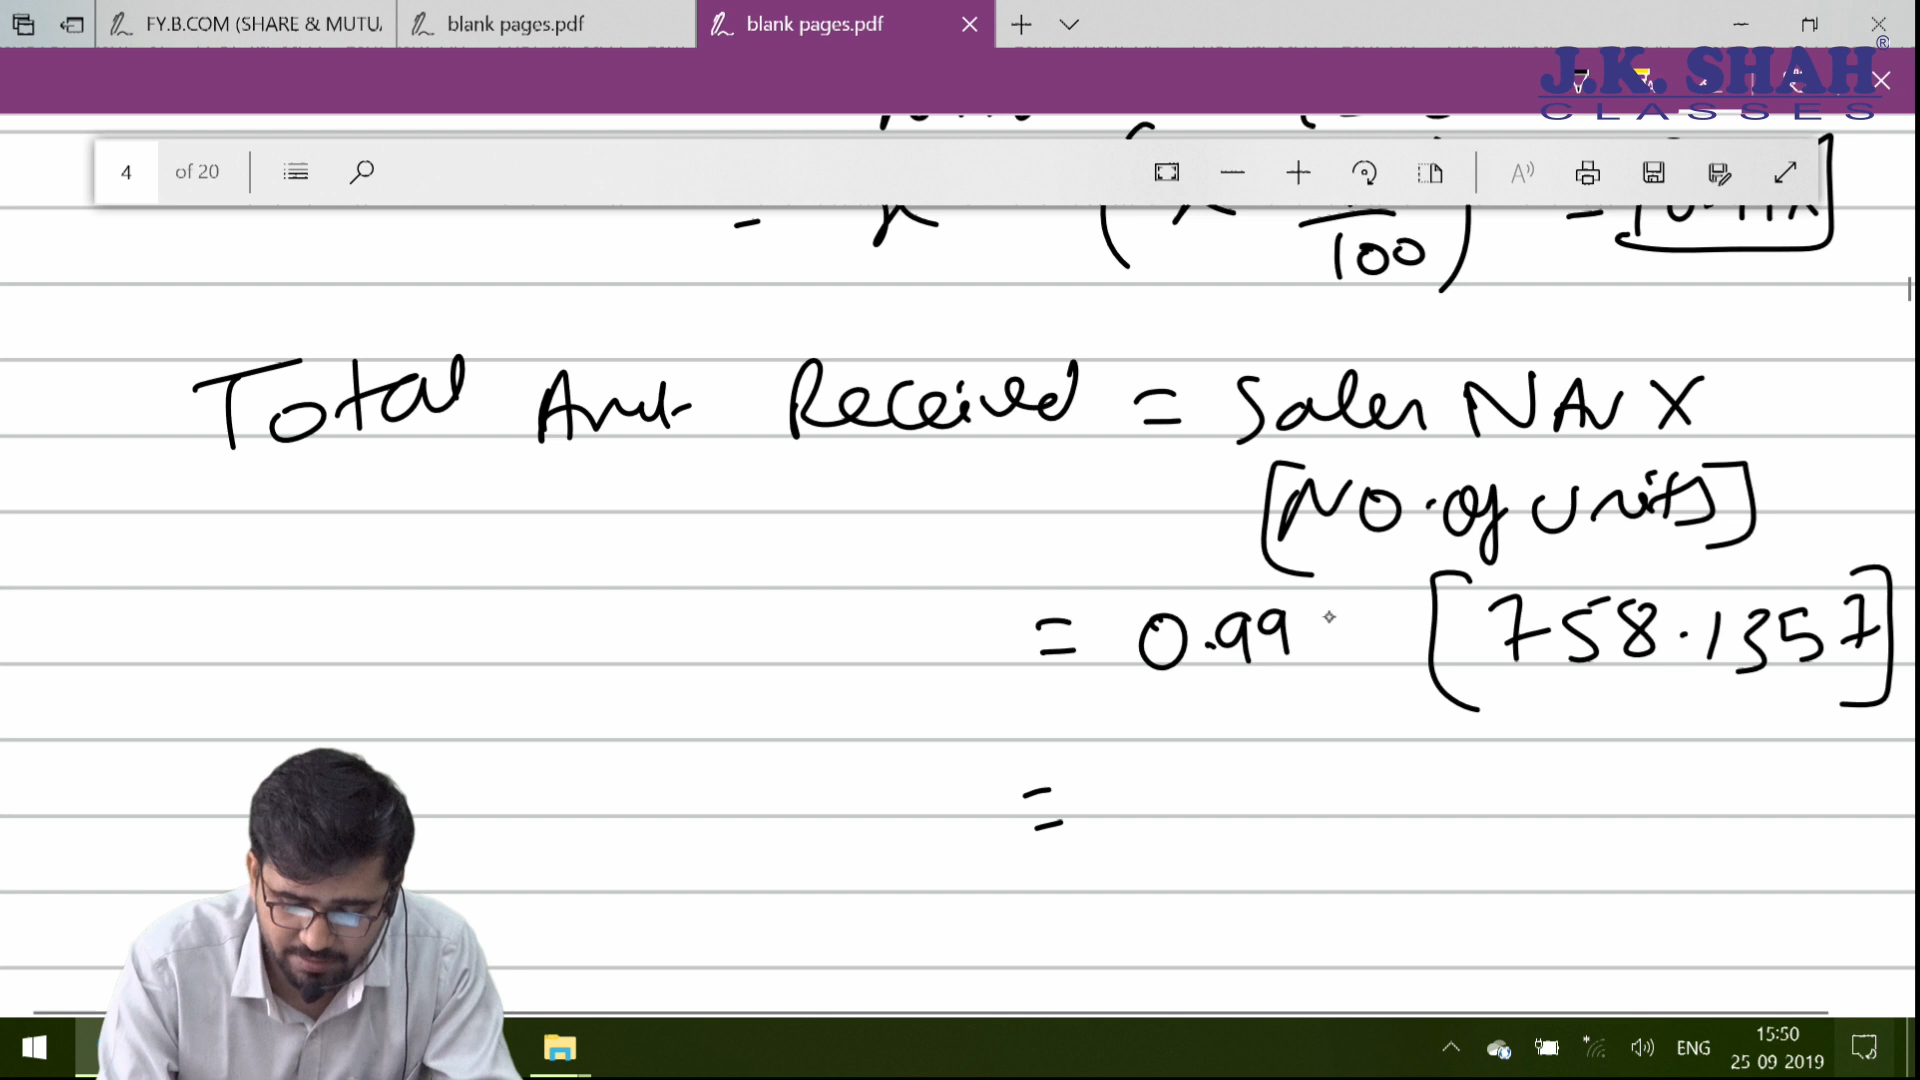 FY.B.COM (SHARE & MUTU
blank pages.pdf
blank pages.pdf
J.K. SHAH®
CLASSES
4 of 20
100
Total Amt Received = Sales NAV X
[No. of units]
= 0.99 [758.1357]
=
ENG
15:50
25 09 2019